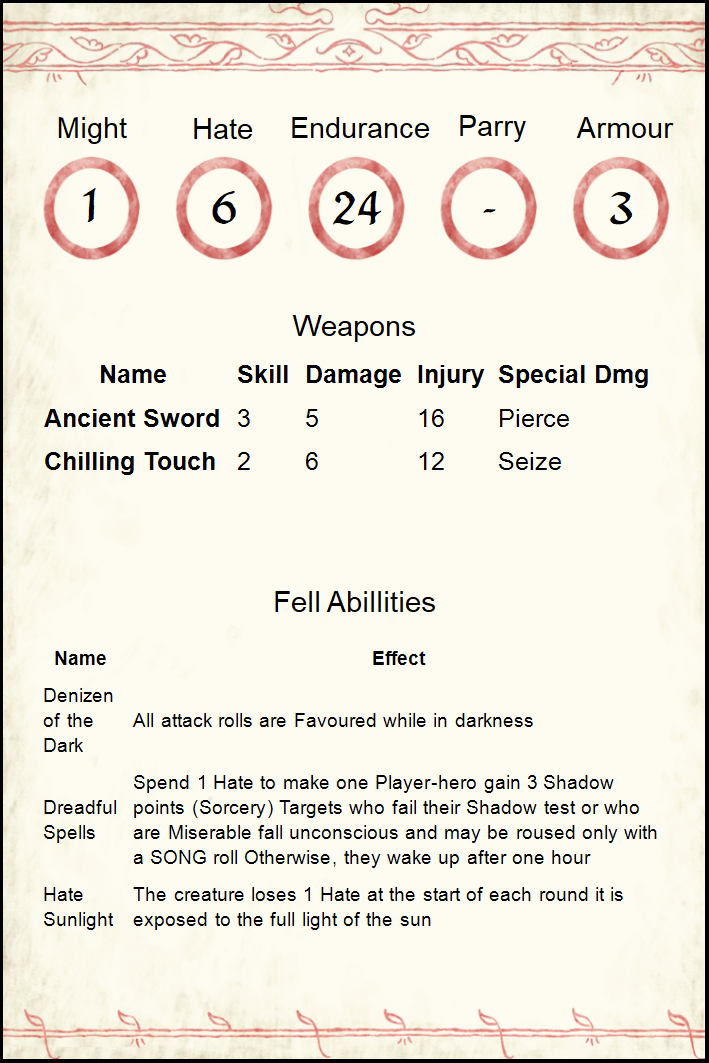 Might Hate Endurance Parry Armour
1 6 24 - 3
Weapons
Name Skill Damage Injury Special Dmg
Ancient Sword 3 5 16 Pierce
Chilling Touch 2 6 12 Seize
Fell Abillities
Name Effect
Denizen
of the
Dark
All attack rolls are Favoured while in darkness
Dreadful
Spells
Spend 1 Hate to make one Player-hero gain 3 Shadow
points (Sorcery) Targets who fail their Shadow test or who
are Miserable fall unconscious and may be roused only with
a SONG roll Otherwise, they wake up after one hour
Hate
Sunlight
The creature loses 1 Hate at the start of each round it is
exposed to the full light of the sun